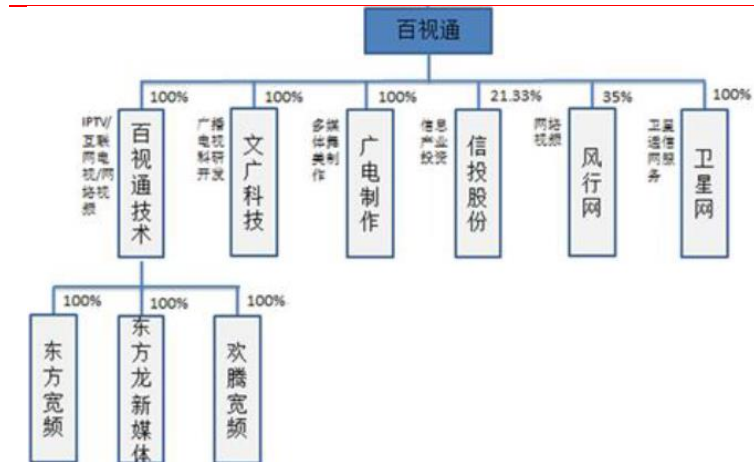 百视通
100%
100%
100%
21.33%
35%
100%
IPTV/
互联
网电
视/网
络视
频
百视通技术
广播
电视
科研
开发
文广科技
多媒
体舞
美制
作
广电制作
信息
产业
投资
信投股份
网络
视频
风行网
卫星
通信
网服
务
卫星网
100%
100%
100%
东方宽频
东方龙新媒体
欢腾宽频